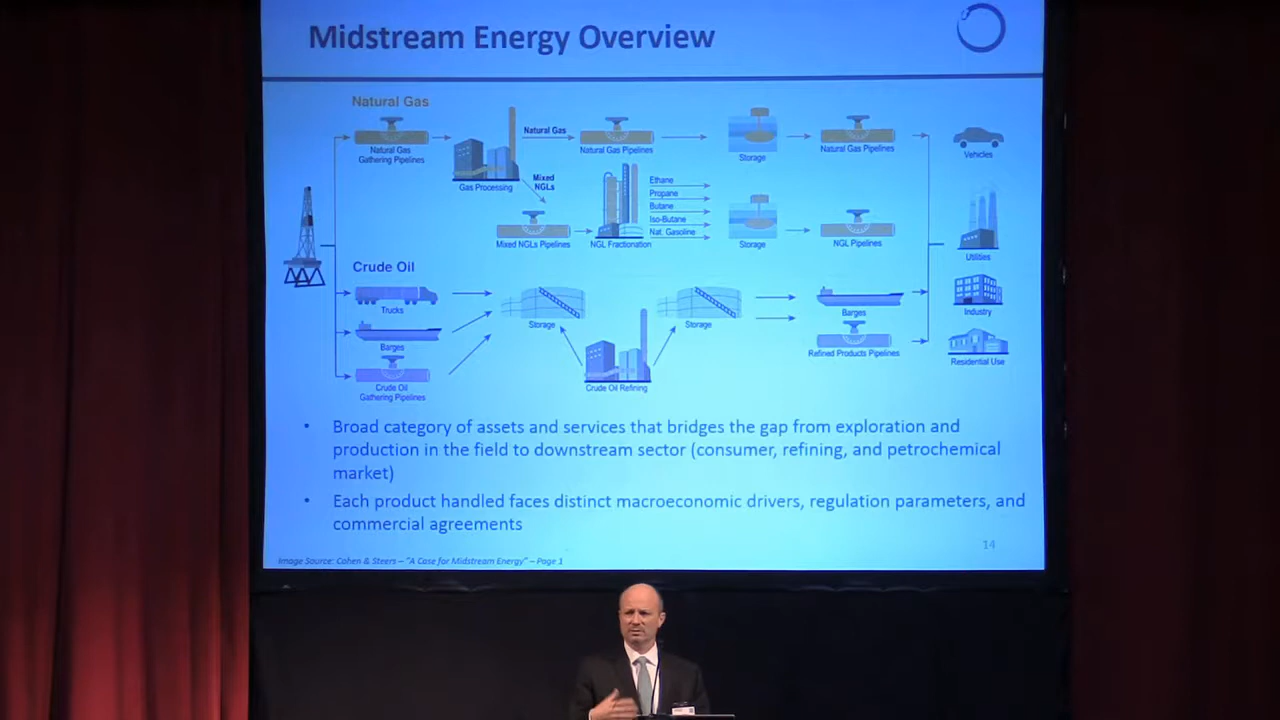 Midstream Energy Overview
Natural Gas
Natural Gas
Gathering Pipelines
Gas Processing
Natural Gas
Natural Gas Pipelines
Storage
Natural Gas Pipelines
Vehicles
Mixed
NGLs
Mixed NGLs Pipelines
NGL Fractionation
Ethane
Propane
Butane
Iso-Butane
Nat. Gasoline
Storage
NGL Pipelines
Utilities
Crude Oil
Trucks
Barges
Crude Oil
Gathering Pipelines
Storage
Crude Oil Refining
Storage
Barges
Refined Products Pipelines
Industry
Residential Use
• Broad category of assets and services that bridges the gap from exploration and
production in the field to downstream sector (consumer, refining, and petrochemical
market)
• Each product handled faces distinct macroeconomic drivers, regulation parameters, and
commercial agreements
14
Image Source: Cohen & Steers – "A Case for Midstream Energy" – Page 1